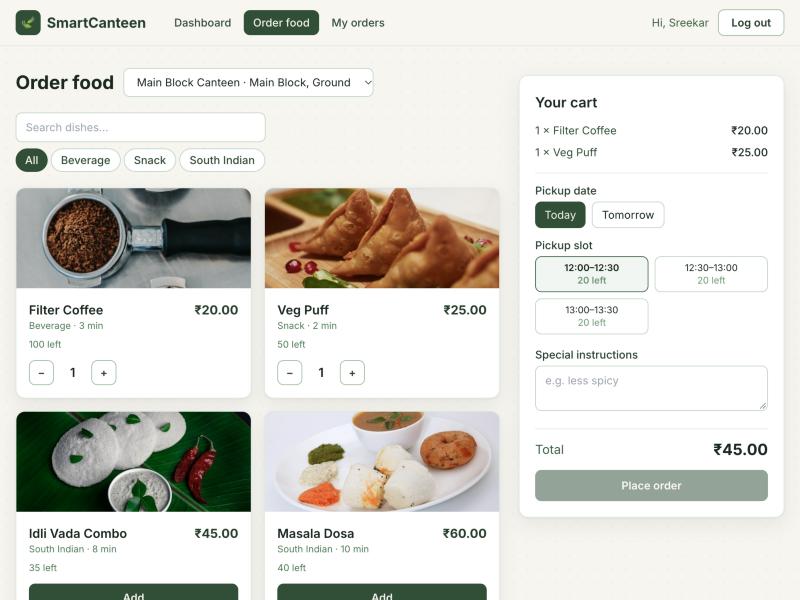 SmartCanteen
Dashboard
Order food
My orders
Hi, Sreekar
Log out
Order food
Main Block Canteen · Main Block, Ground
Search dishes...
All
Beverage
Snack
South Indian
Filter Coffee ₹20.00
Beverage · 3 min
100 left
− 1 +
Veg Puff ₹25.00
Snack · 2 min
50 left
− 1 +
Idli Vada Combo ₹45.00
South Indian · 8 min
35 left
Add
Masala Dosa ₹60.00
South Indian · 10 min
40 left
Add
Your cart
1 × Filter Coffee ₹20.00
1 × Veg Puff ₹25.00
Pickup date
Today
Tomorrow
Pickup slot
12:00–12:30
20 left
12:30–13:00
20 left
13:00–13:30
20 left
Special instructions
e.g. less spicy
Total ₹45.00
Place order